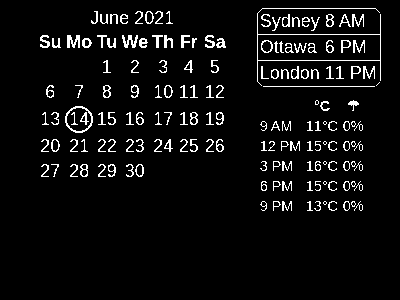 June 2021
Su Mo Tu We Th Fr Sa
1 2 3 4 5
6 7 8 9 10 11 12
13 14 15 16 17 18 19
20 21 22 23 24 25 26
27 28 29 30
Sydney 8 AM
Ottawa 6 PM
London 11 PM
°C
9 AM 11°C 0%
12 PM 15°C 0%
3 PM 16°C 0%
6 PM 15°C 0%
9 PM 13°C 0%